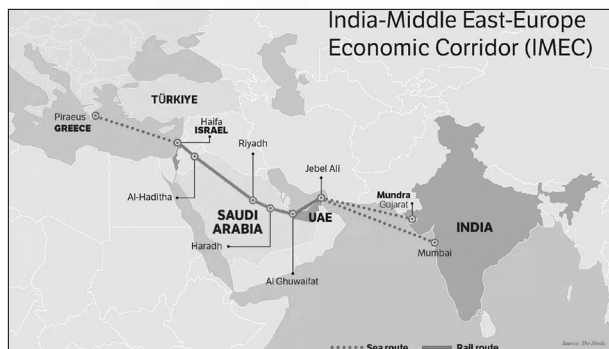 India-Middle East-Europe
Economic Corridor (IMEC)
TÜRKIYE
Piraeus
GREECE
Haifa
ISRAEL
Riyadh
Jebel Ali
Al-Haditha
Mundra
Gujarat
SAUDI
ARABIA
UAE
INDIA
Haradh
Mumbai
Al Ghuwaifat
Sea route
Rail route
Source: The Hindu